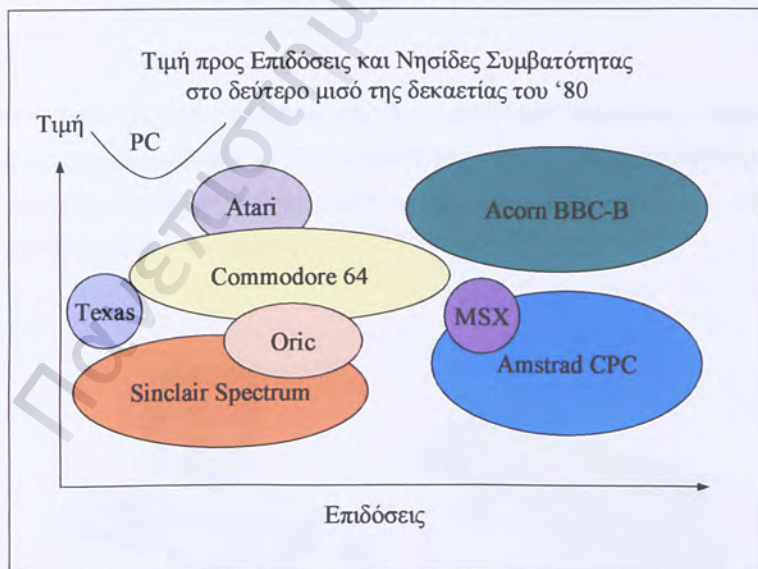 Τιμή προς Επιδόσεις και Νησίδες Συμβατότητας
στο δεύτερο μισό της δεκαετίας του ‘80
Τιμή
PC
Atari
Acorn BBC-B
Commodore 64
Texas
MSX
Oric
Amstrad CPC
Sinclair Spectrum
Επιδόσεις